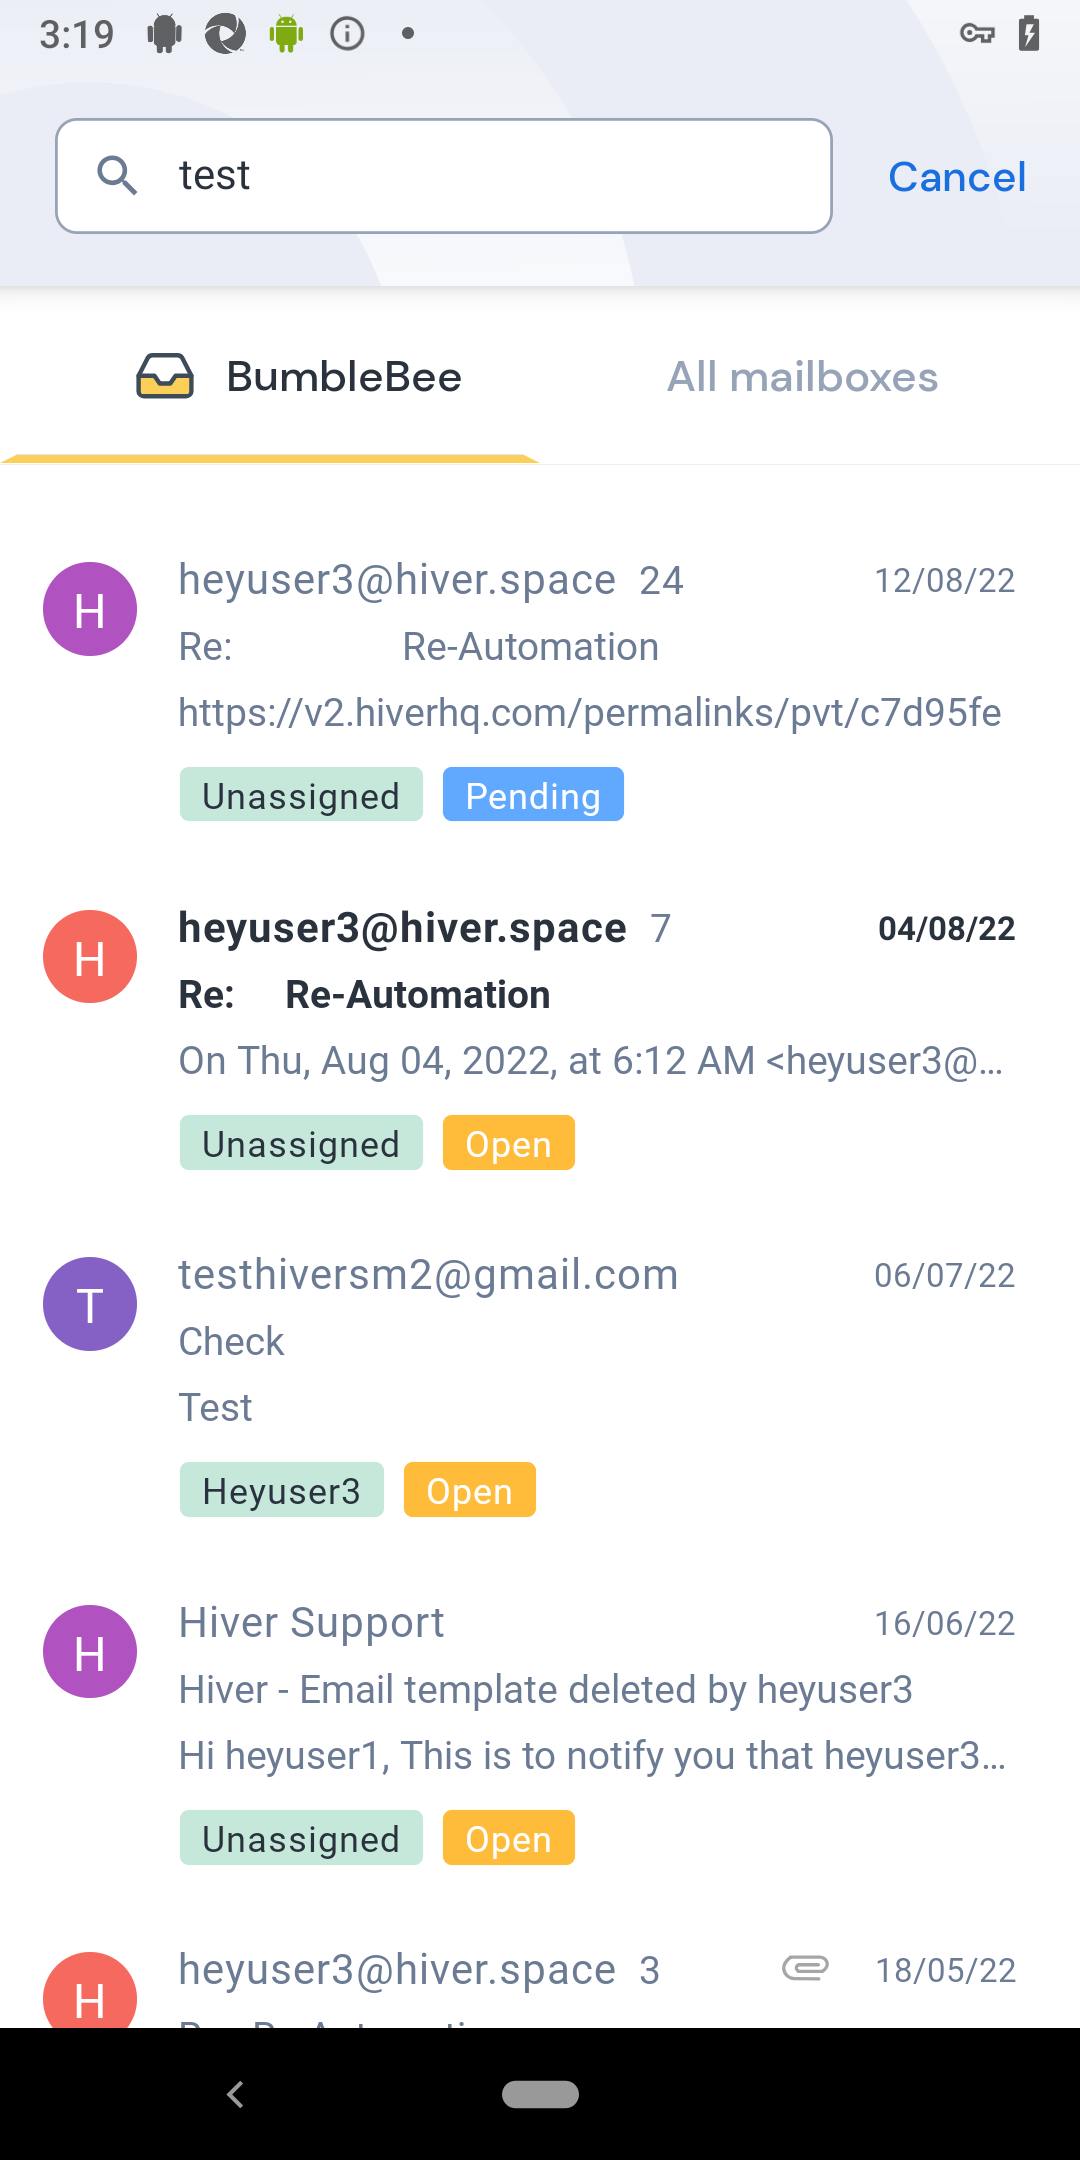 3:19
test
Cancel
BumbleBee
All mailboxes
H
heyuser3@hiver.space 24
12/08/22
Re: Re-Automation
https://v2.hiverhq.com/permalinks/pvt/c7d95fe
Unassigned
Pending
H
heyuser3@hiver.space 7
04/08/22
Re: Re-Automation
On Thu, Aug 04, 2022, at 6:12 AM <heyuser3@...
Unassigned
Open
T
testhiversm2@gmail.com
06/07/22
Check
Test
Heyuser3
Open
H
Hiver Support
16/06/22
Hiver - Email template deleted by heyuser3
Hi heyuser1, This is to notify you that heyuser3...
Unassigned
Open
H
heyuser3@hiver.space 3
18/05/22